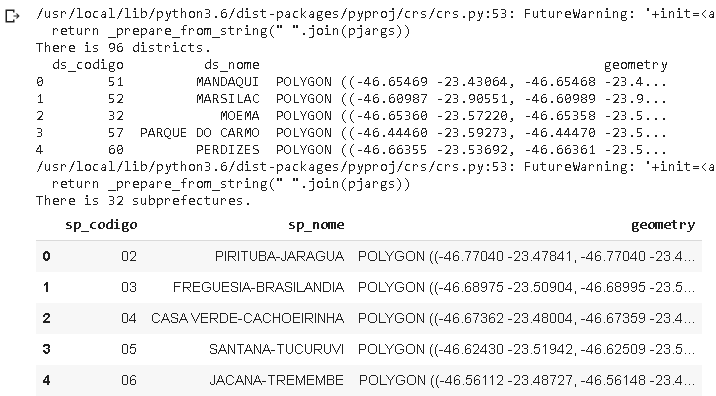 /usr/local/lib/python3.6/dist-packages/pyproj/crs/crs.py:53: FutureWarning: '+init=<a
  return _prepare_from_string(" ".join(pjargs))
There is 96 districts.
  ds_codigo          ds_name                                           geometry
0        51         MANDAQUI  POLYGON ((-46.65469 -23.43064, -46.65468 -23.4...
1        52         MARSILAC  POLYGON ((-46.60987 -23.90551, -46.60989 -23.9...
2        32            MOEMA  POLYGON ((-46.65360 -23.57220, -46.65358 -23.5...
3        57  PARQUE DO CARMO  POLYGON ((-46.44460 -23.59273, -46.44470 -23.5...
4        60         PERDIZES  POLYGON ((-46.66355 -23.53692, -46.66361 -23.5...
/usr/local/lib/python3.6/dist-packages/pyproj/crs/crs.py:53: FutureWarning: '+init=<a
  return _prepare_from_string(" ".join(pjargs))
There is 32 subprefectures.
sp_codigo sp_nome geometry
0 02 PIRITUBA-JARAGUA POLYGON ((-46.77040 -23.47841, -46.77040 -23.4...
1 03 FREGUESIA-BRASILANDIA POLYGON ((-46.68975 -23.50904, -46.68995 -23.5...
2 04 CASA VERDE-CACHOEIRINHA POLYGON ((-46.67362 -23.48004, -46.67359 -23.4...
3 05 SANTANA-TUCURUVI POLYGON ((-46.62430 -23.51942, -46.62509 -23.5...
4 06 JACANA-TREMEMBE POLYGON ((-46.56112 -23.48727, -46.56148 -23.4...